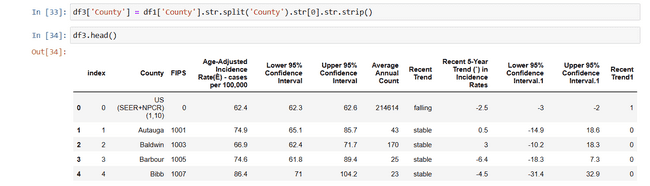 In [33]: df3['County'] = df1['County'].str.split('County').str[0].str.strip()
In [34]: df3.head()
Out[34]:
index County FIPS Age-Adjusted Incidence Rate(Ê) - cases per 100,000 Lower 95% Confidence Interval Upper 95% Confidence Interval Average Annual Count Recent Trend Recent 5-Year Trend (ˆ) in Incidence Rates Lower 95% Confidence Interval.1 Upper 95% Confidence Interval.1 Recent Trend1
0 0 US (SEER+NPCR) (1,10) 0 62.4 62.3 62.6 214614 falling -2.5 -3 -2 1
1 1 Autauga 1001 74.9 65.1 85.7 43 stable 0.5 -14.9 18.6 0
2 2 Baldwin 1003 66.9 62.4 71.7 170 stable 3 -10.2 18.3 0
3 3 Barbour 1005 74.6 61.8 89.4 25 stable -6.4 -18.3 7.3 0
4 4 Bibb 1007 86.4 71 104.2 23 stable -4.5 -31.4 32.9 0